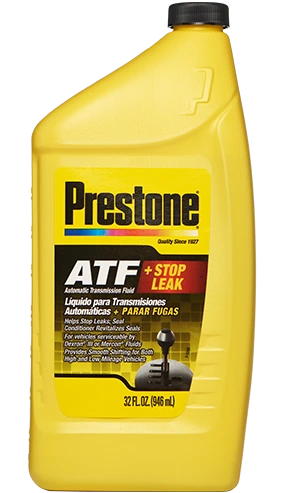 Prestone
Quality Since 1927
ATF + STOP LEAK
Automatic Transmission Fluid
Líquido para Transmisiones
Automáticas + PARAR FUGAS
Helps Stop Leaks; Seal
Conditioner Revitalizes Seals
For vehicles serviceable by
Dexron® III or Mercon® Fluids
Provides Smooth Shifting for Both
High and Low Mileage Vehicles
32 FL. OZ. (946 mL)